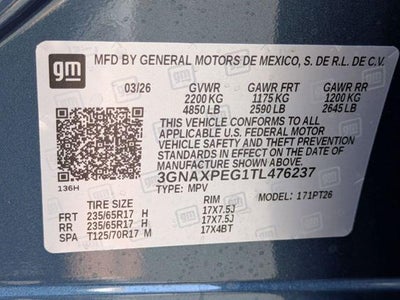 gm
MFD BY GENERAL MOTORS DE MEXICO, S. DE R.L. DE C.V.
03/26 GVWR GAWR FRT GAWR RR
2200 KG 1175 KG 1200 KG
4850 LB 2590 LB 2645 LB
THIS VEHICLE CONFORMS TO ALL APPLICABLE
U.S. FEDERAL MOTOR
VEHICLE SAFETY AND THEFT
STANDARDS IN EFFECT ON THE DATE OF
MANUFACTURE SHOWN ABOVE.
3GNAXPEG1TL476237
136H TYPE: MPV
TIRE SIZE RIM MODEL: 171PT26
FRT 235/65R17 H 17X7.5J
RR 235/65R17 H 17X7.5J
SPA T125/70R17 M 17X4BT